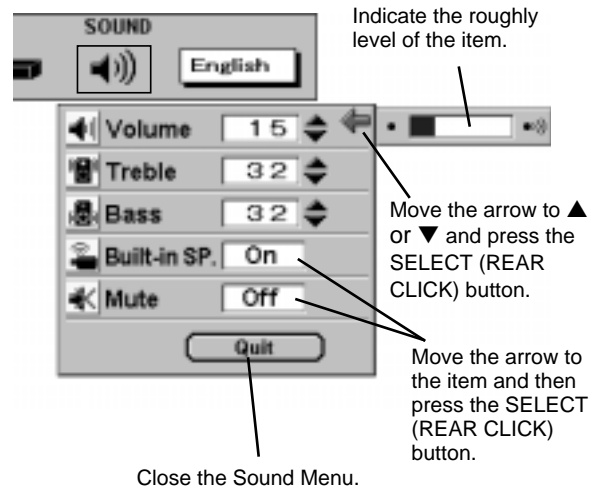 SOUND
English
Indicate the roughly
level of the item.
Volume 15
Treble 32
Bass 32
Built-in SP. On
Mute Off
Quit
Move the arrow to ▲
or ▼ and press the
SELECT (REAR
CLICK) button.
Move the arrow to
the item and then
press the SELECT
(REAR CLICK)
button.
Close the Sound Menu.